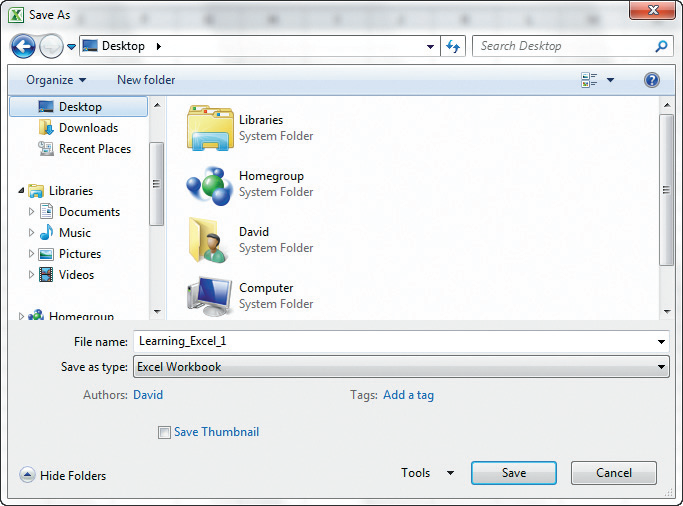 Save As
Desktop
Search Desktop
Organize
New folder
Desktop
Downloads
Recent Places
Libraries
Documents
Music
Pictures
Videos
Homegroup
Libraries
System Folder
Homegroup
System Folder
David
System Folder
Computer
System Folder
File name: Learning_Excel_1
Save as type: Excel Workbook
Authors: David Tags: Add a tag
Save Thumbnail
Hide Folders Tools Save Cancel